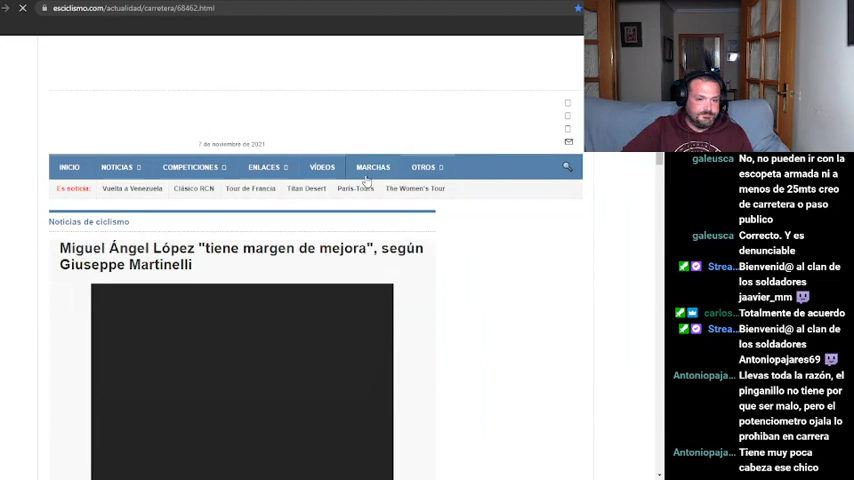 esciclismo.com/actualidad/carretera/68462.html
7 de noviembre de 2021
INICIO NOTICIAS COMPETICIONES ENLACES VÍDEOS MARCHAS OTROS
Es noticia: Vuelta a Venezuela Clásico RCN Tour de Francia Titan Desert Paris-Tours The Women's Tour
Noticias de ciclismo
Miguel Ángel López "tiene margen de mejora", según
Giuseppe Martinelli
galeusca No, no pueden ir con la
escopeta armada ni a
menos de 25mts creo
de carretera o paso
publico
galeusca Correcto. Y es
denunciable
Strea... Bienvenid@ al clan de
los soldadores
jaavier_mm
carlos... Totalmente de acuerdo
Strea... Bienvenid@ al clan de
los soldadores
Antoniopajares69
Antoniopaja... Llevas toda la razón, el
pinganillo no tiene por
que ser malo, pero el
potenciometro ojala lo
prohiban en carrera
Antoniopaja... Tiene muy poca
cabeza ese chico